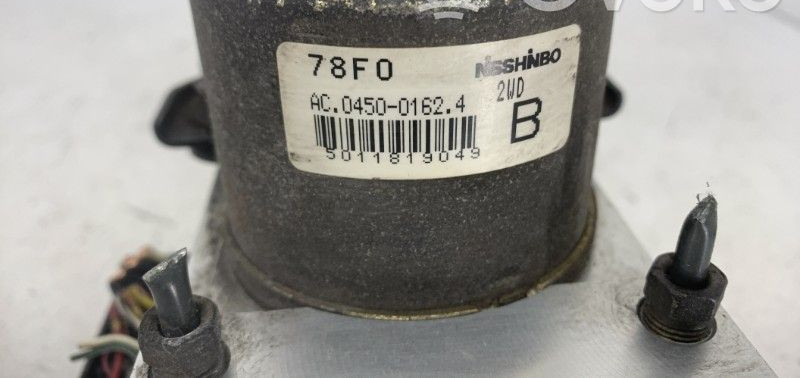 78F0
NISSHINBO
AC.0450-0162.4
2WD
B
5011819049